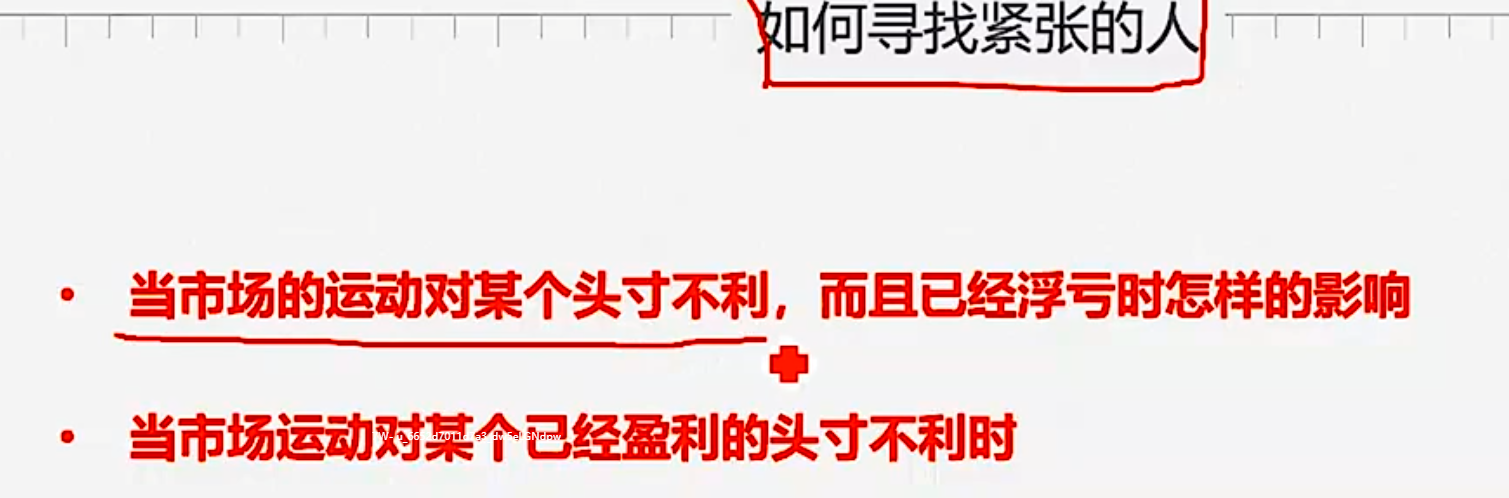 如何寻找紧张的人
• 当市场的运动对某个头寸不利，而且已经浮亏时怎样的影响
• 当市场运动对某个已经盈利的头寸不利时